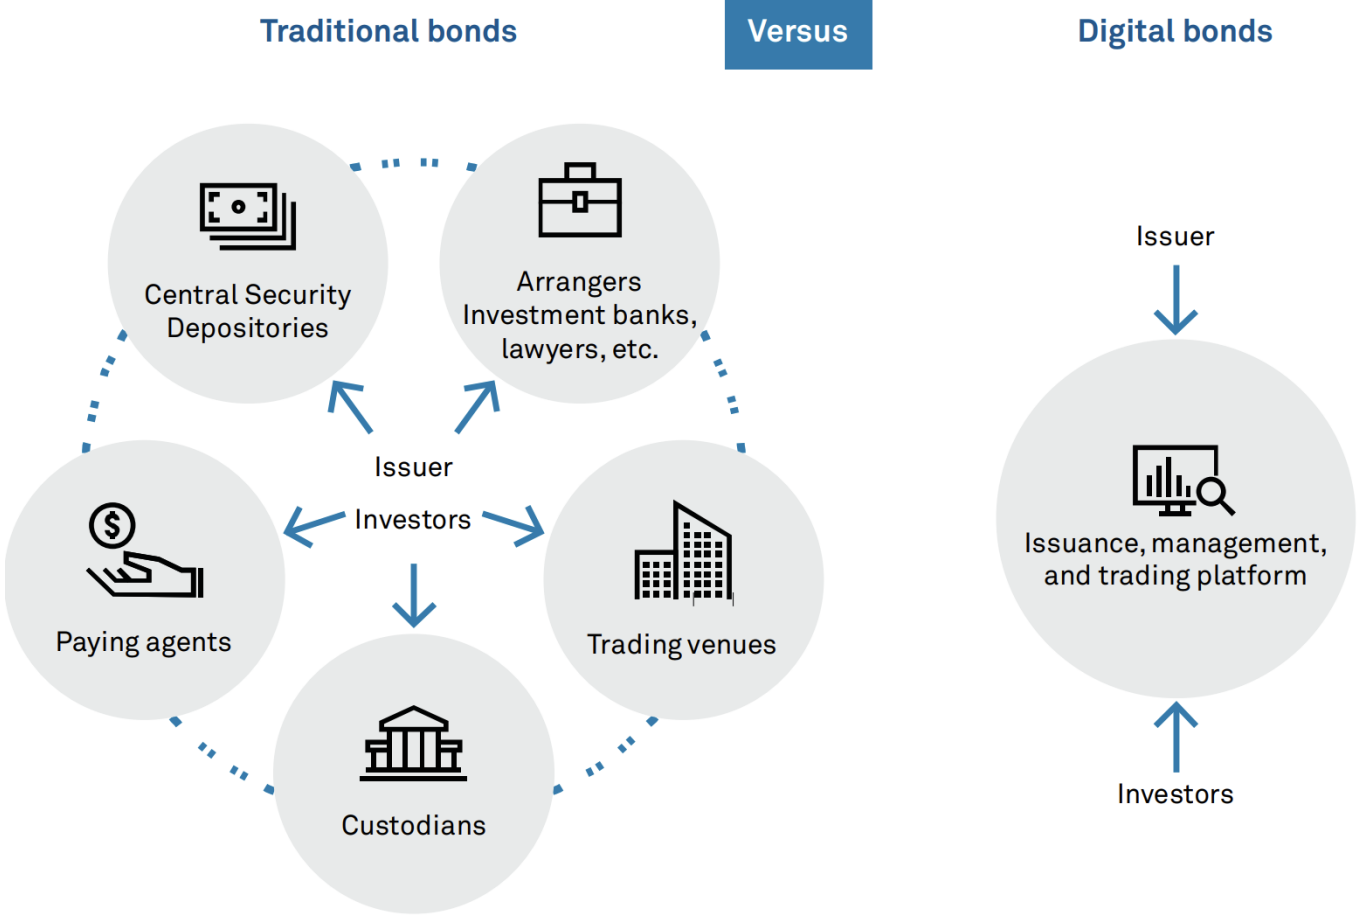 Traditional bonds
Versus
Digital bonds
Central Security
Depositories
Arrangers
Investment banks,
lawyers, etc.
Issuer
Investors
Paying agents
$
Trading venues
Custodians
Issuer
Issuance, management,
and trading platform
Investors